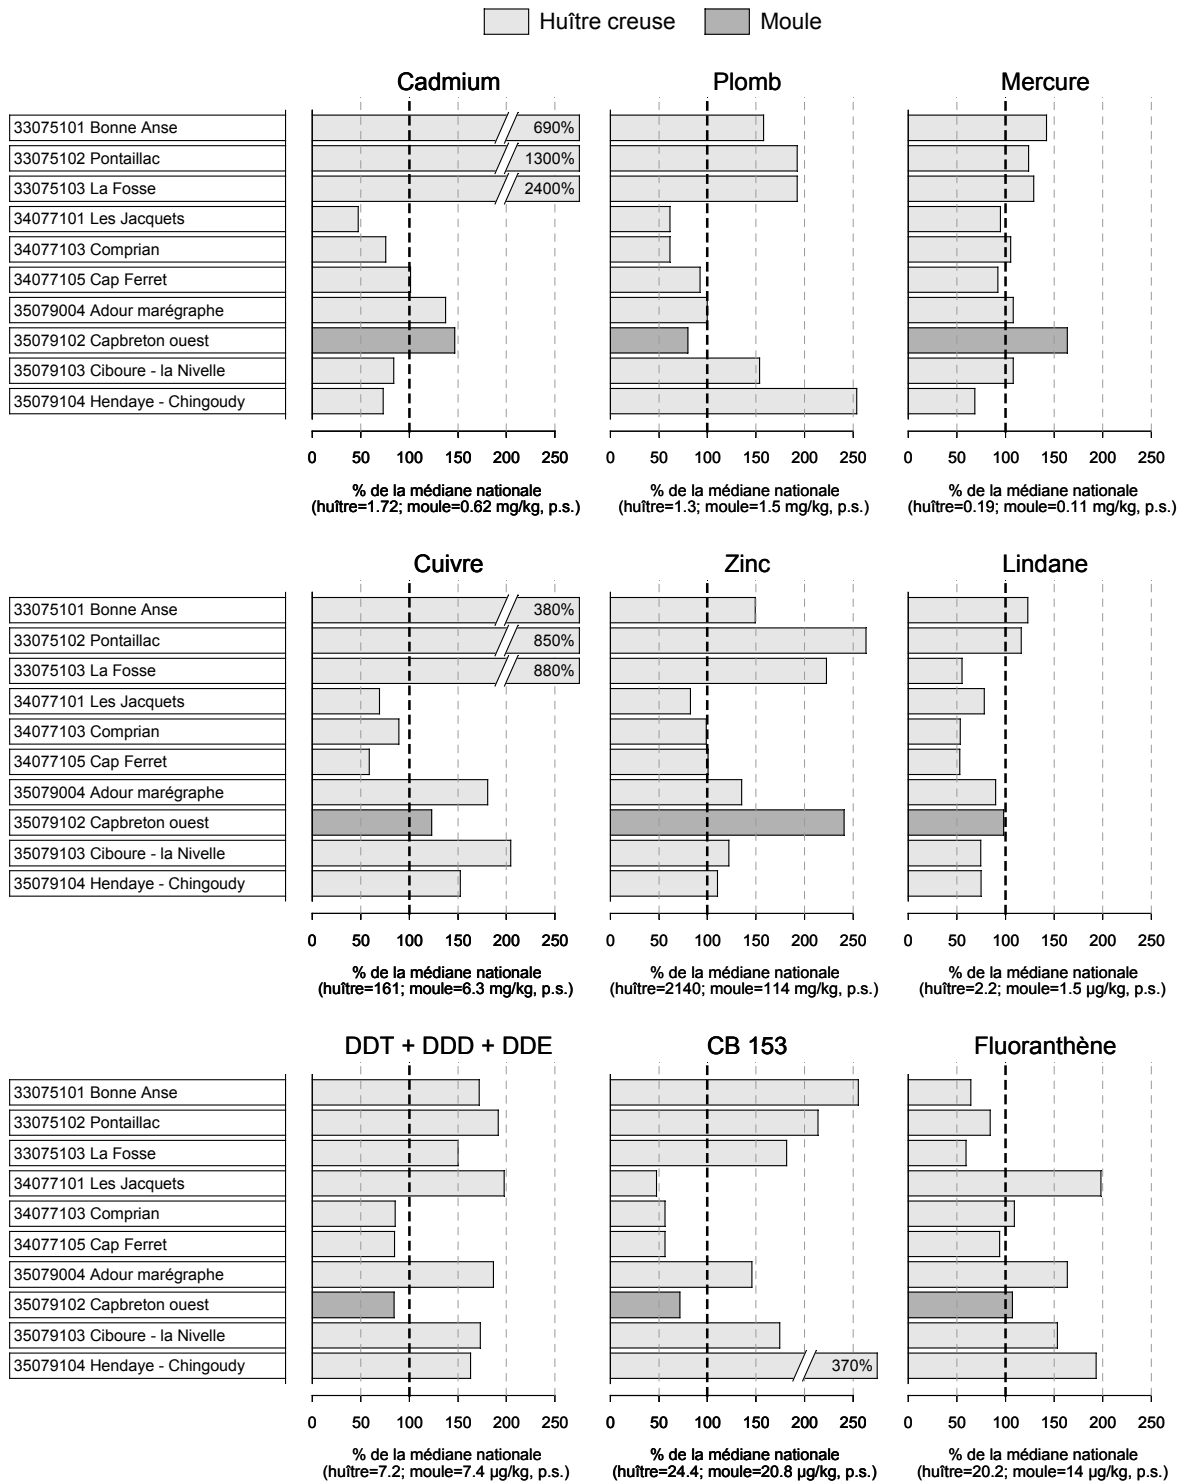 Huître creuse Moule
Cadmium Plomb Mercure
33075101 Bonne Anse 690%
33075102 Pontaillac 1300%
33075103 La Fosse 2400%
34077101 Les Jacquets
34077103 Comprian
34077105 Cap Ferret
35079004 Adour marégraphe
35079102 Capbreton ouest
35079103 Ciboure - la Nivelle
35079104 Hendaye - Chingoudy
0 50 100 150 200 250 0 50 100 150 200 250 0 50 100 150 200 250
% de la médiane nationale % de la médiane nationale % de la médiane nationale
(huître=1.72; moule=0.62 mg/kg, p.s.) (huître=1.3; moule=1.5 mg/kg, p.s.) (huître=0.19; moule=0.11 mg/kg, p.s.)
Cuivre Zinc Lindane
33075101 Bonne Anse 380%
33075102 Pontaillac 850%
33075103 La Fosse 880%
34077101 Les Jacquets
34077103 Comprian
34077105 Cap Ferret
35079004 Adour marégraphe
35079102 Capbreton ouest
35079103 Ciboure - la Nivelle
35079104 Hendaye - Chingoudy
0 50 100 150 200 250 0 50 100 150 200 250 0 50 100 150 200 250
% de la médiane nationale % de la médiane nationale % de la médiane nationale
(huître=161; moule=6.3 mg/kg, p.s.) (huître=2140; moule=114 mg/kg, p.s.) (huître=2.2; moule=1.5 µg/kg, p.s.)
DDT + DDD + DDE CB 153 Fluoranthène
33075101 Bonne Anse
33075102 Pontaillac
33075103 La Fosse
34077101 Les Jacquets
34077103 Comprian
34077105 Cap Ferret
35079004 Adour marégraphe
35079102 Capbreton ouest
35079103 Ciboure - la Nivelle
35079104 Hendaye - Chingoudy 370%
0 50 100 150 200 250 0 50 100 150 200 250 0 50 100 150 200 250
% de la médiane nationale % de la médiane nationale % de la médiane nationale
(huître=7.2; moule=7.4 µg/kg, p.s.) (huître=24.4; moule=20.8 µg/kg, p.s.) (huître=20.2; moule=14 µg/kg, p.s.)